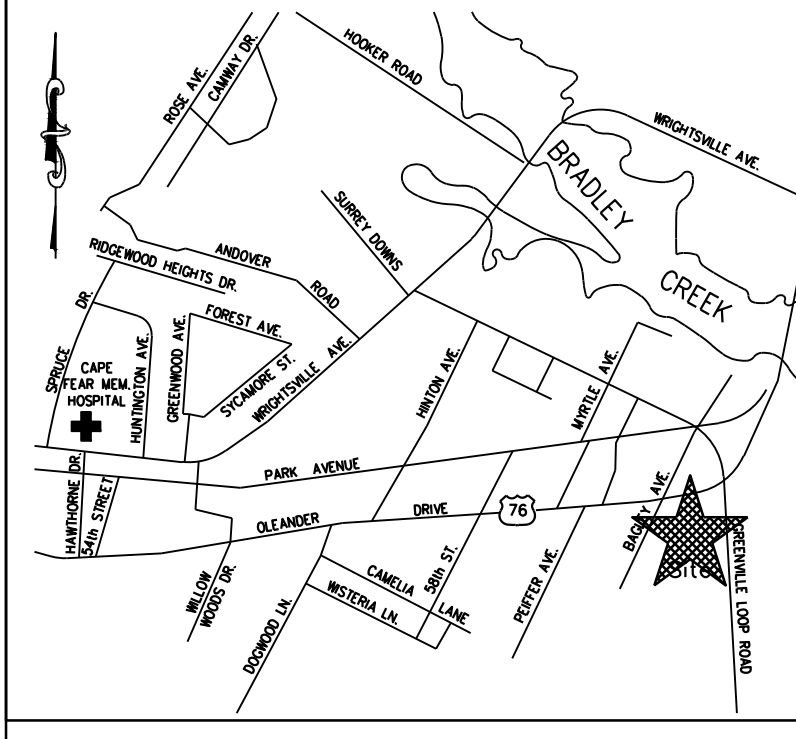 HOOKER ROAD
ROSE AVE.
CAMWAY DR.
WRIGHTSVILLE AVE.
BRADLEY
CREEK
SURREY DOWNS
ANDOVER
ROAD
RIDGEWOOD HEIGHTS DR.
SPRUCE DR.
FOREST AVE.
GREENWOOD AVE.
HUNTINGTON AVE.
SYCAMORE ST.
WRIGHTSVILLE AVE.
CAPE
FEAR MEM.
HOSPITAL
HINTON AVE.
MYRTLE AVE.
PARK AVENUE
HAWTHORNE DR.
54th STREET
OLEANDER
DRIVE
76
BAGLEY AVE.
Site
GREENVILLE LOOP ROAD
WILLOW
WOODS DR.
DOGWOOD LN.
CAMELIA
LANE
WISTERIA LN.
58th ST.
PEIFFER AVE.